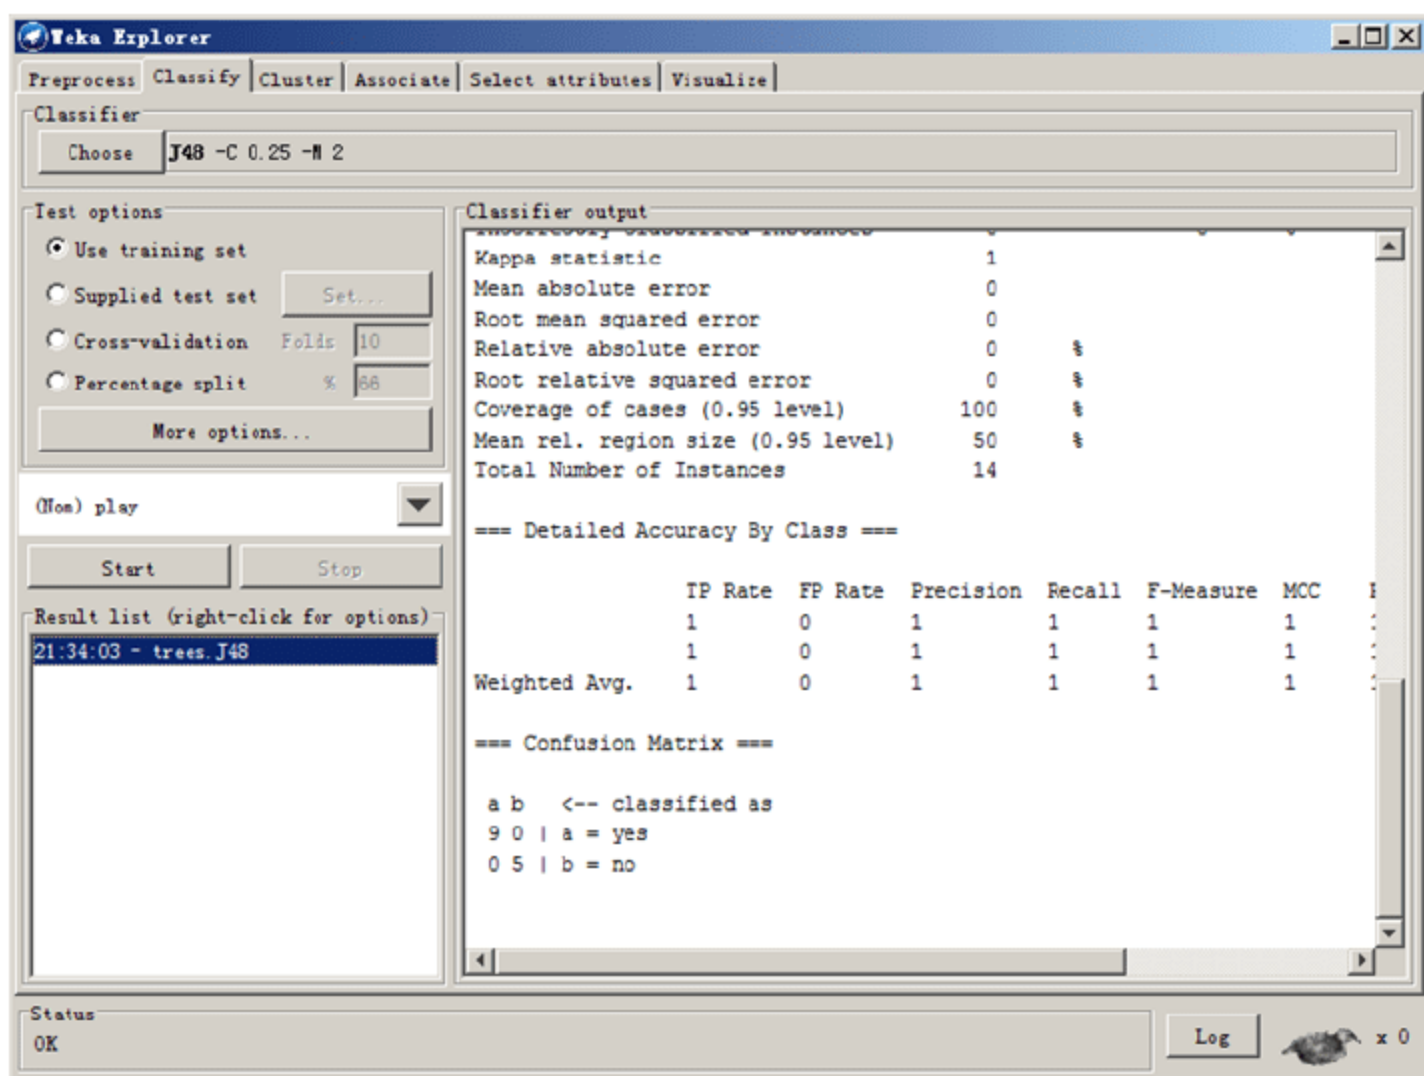 Weka Explorer
Preprocess Classify Cluster Associate Select attributes Visualize
Classifier
Choose J48 -C 0.25 -M 2
Test options
Use training set
Supplied test set Set...
Cross-validation Folds 10
Percentage split % 66
More options...
(Nom) play
Start Stop
Result list (right-click for options)
21:34:03 - trees.J48
Classifier output
Kappa statistic 1
Mean absolute error 0
Root mean squared error 0
Relative absolute error 0 %
Root relative squared error 0 %
Coverage of cases (0.95 level) 100 %
Mean rel. region size (0.95 level) 50 %
Total Number of Instances 14
=== Detailed Accuracy By Class ===
TP Rate FP Rate Precision Recall F-Measure MCC
1 0 1 1 1 1
1 0 1 1 1 1
Weighted Avg. 1 0 1 1 1 1
=== Confusion Matrix ===
a b <-- classified as
9 0 | a = yes
0 5 | b = no
Status
OK
Log x 0